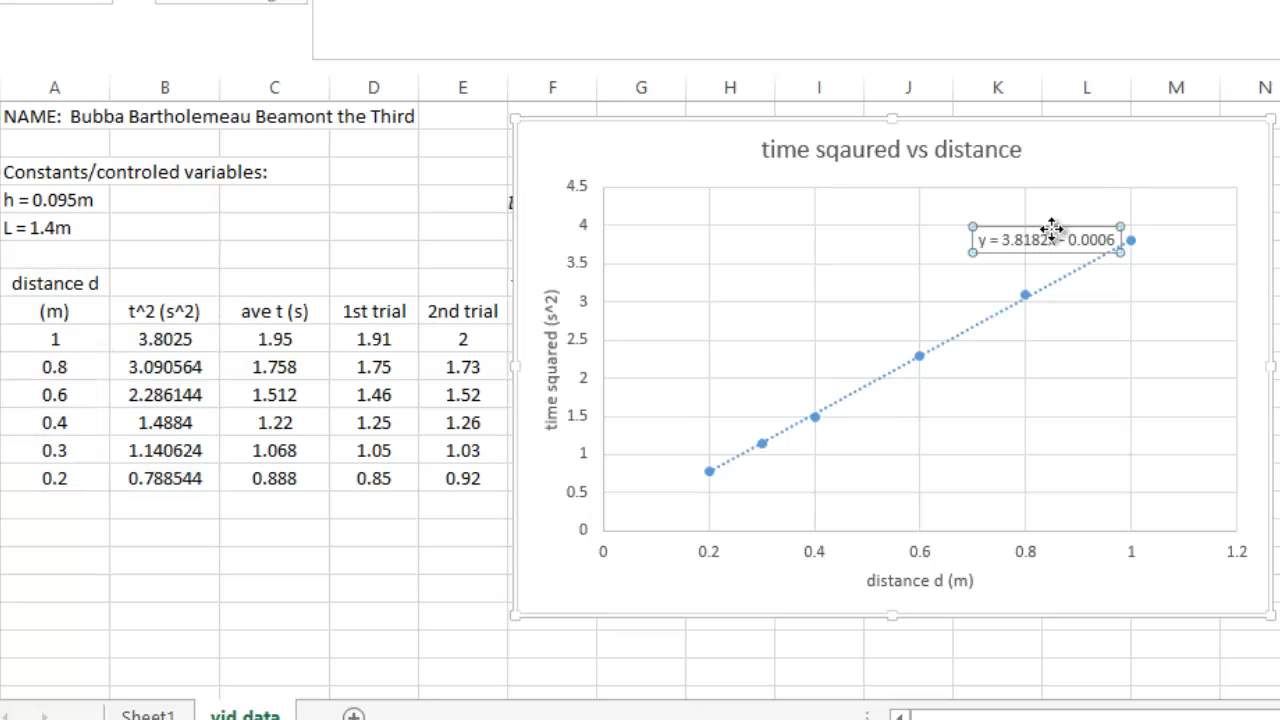 A B C D E F G H I J K L M N
NAME: Bubba Bartholemeau Beamont the Third
Constants/controled variables:
h = 0.095m
L = 1.4m
distance d
(m) t^2 (s^2) ave t (s) 1st trial 2nd trial
1 3.8025 1.95 1.91 2
0.8 3.090564 1.758 1.75 1.73
0.6 2.286144 1.512 1.46 1.52
0.4 1.4884 1.22 1.25 1.26
0.3 1.140624 1.068 1.05 1.03
0.2 0.788544 0.888 0.85 0.92
time sqaured vs distance
4.5
4
3.5
3
2.5
2
1.5
1
0.5
0
time squared (s^2)
y = 3.8182x - 0.0006
0 0.2 0.4 0.6 0.8 1 1.2
distance d (m)
Sheet1 vid data